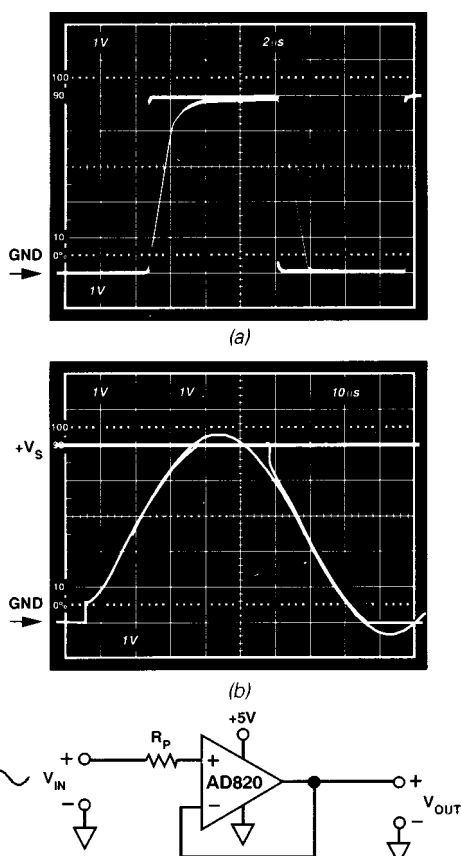 1V 2µs
100
90
10
0%
GND
1V
(a)
1V 1V 10µs
100
+VS 90
10
0%
GND
1V
(b)
+5V
RP
+ + +
VIN AD820 VOUT
− − −